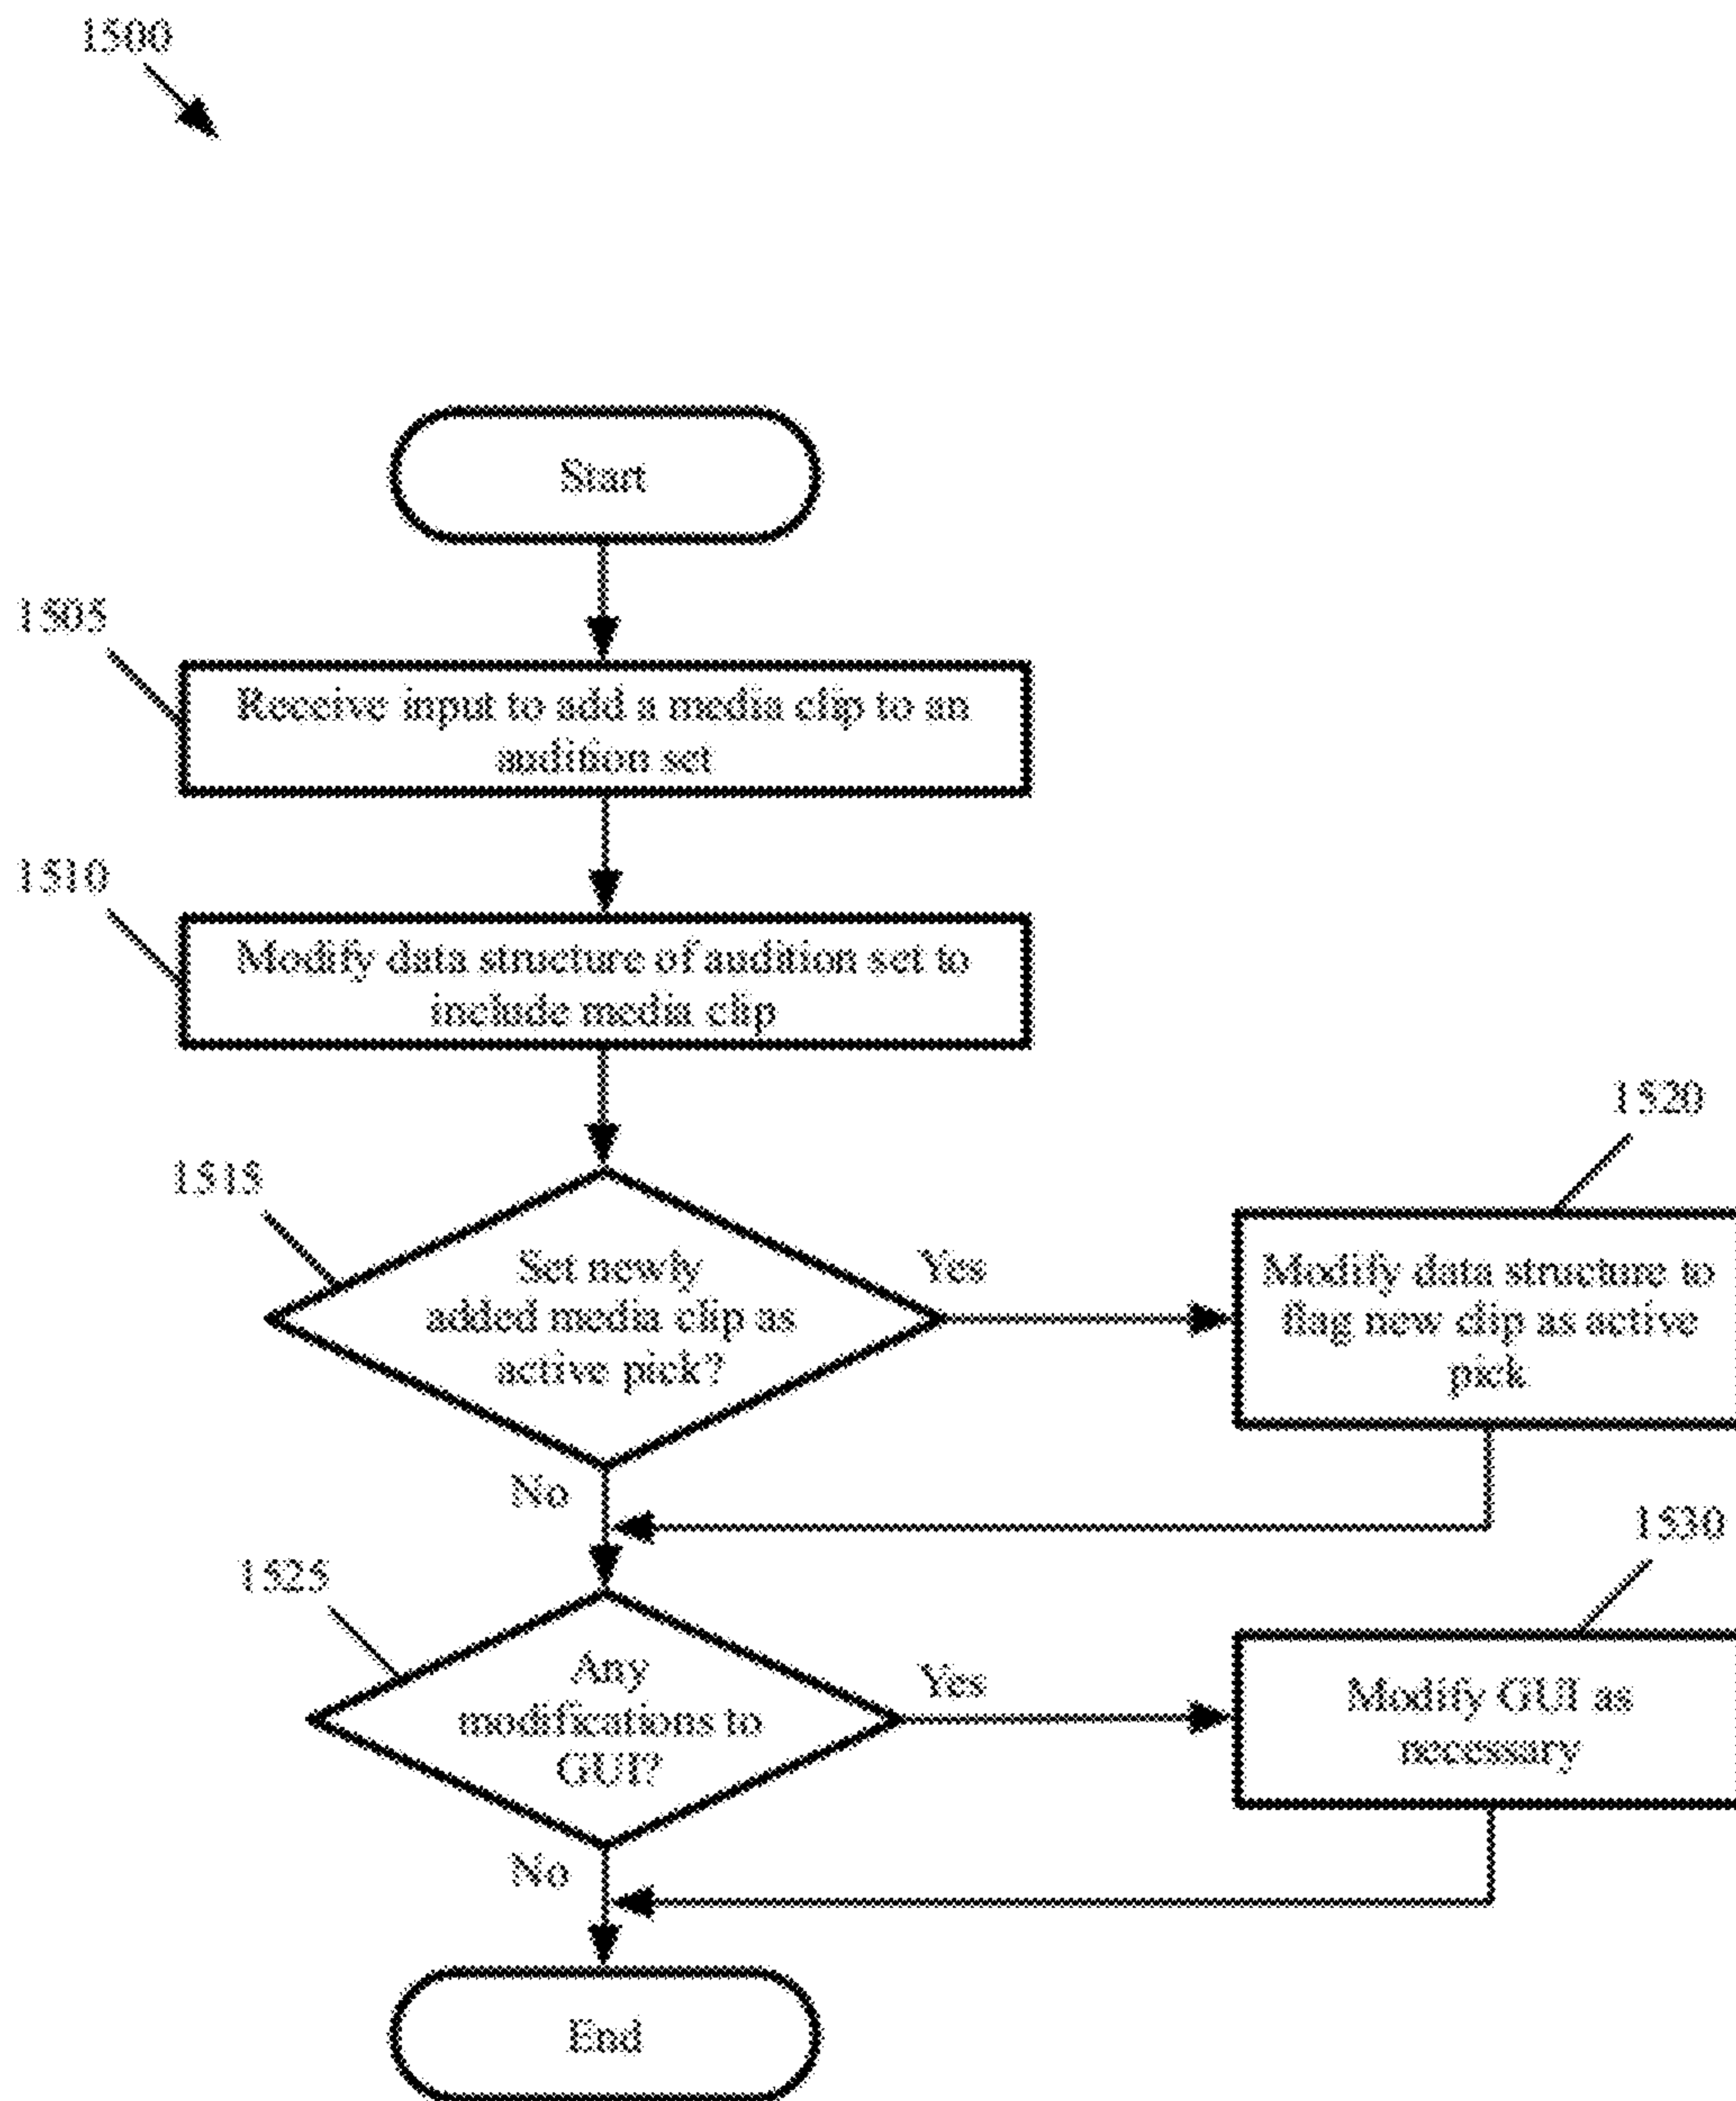 1500
Start
1505
Receive input to add a media clip to an
audition set
1510
Modify data structure of audition set to
include media clip
1515
Set newly
added media clip as
active pick?
Yes
1520
Modify data structure to
flag new clip as active
pick
No
1525
Any
modifications to
GUI?
Yes
1530
Modify GUI as
necessary
No
End